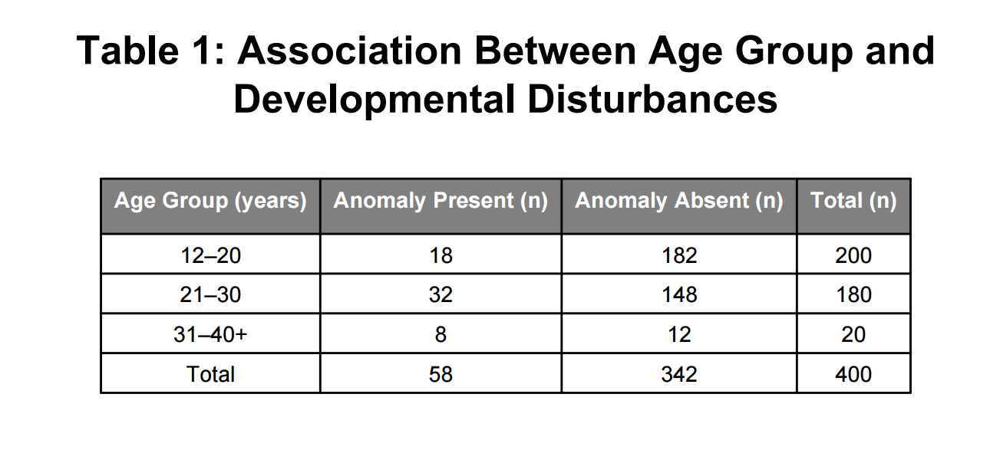 Table 1: Association Between Age Group and
Developmental Disturbances
Age Group (years) Anomaly Present (n) Anomaly Absent (n) Total (n)
12–20 18 182 200
21–30 32 148 180
31–40+ 8 12 20
Total 58 342 400